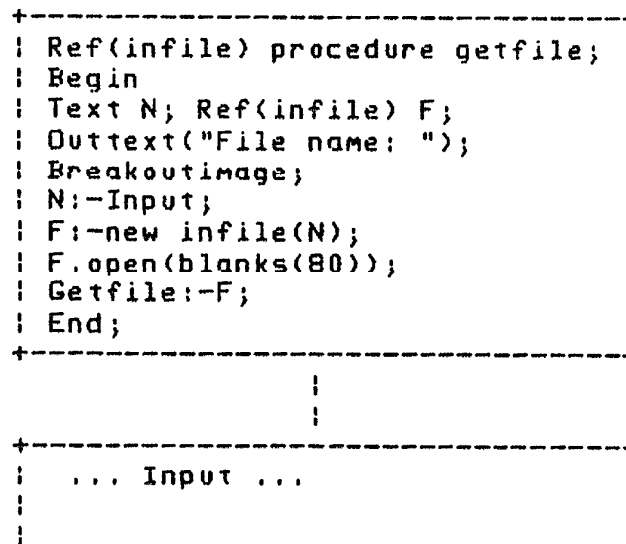 Ref(infile) procedure getfile;
Begin
Text N; Ref(infile) F;
Outtext("File name: ");
Breakoutimage;
N:-Input;
F:-new infile(N);
F.open(blanks(80));
Getfile:-F;
End;
... Input ...